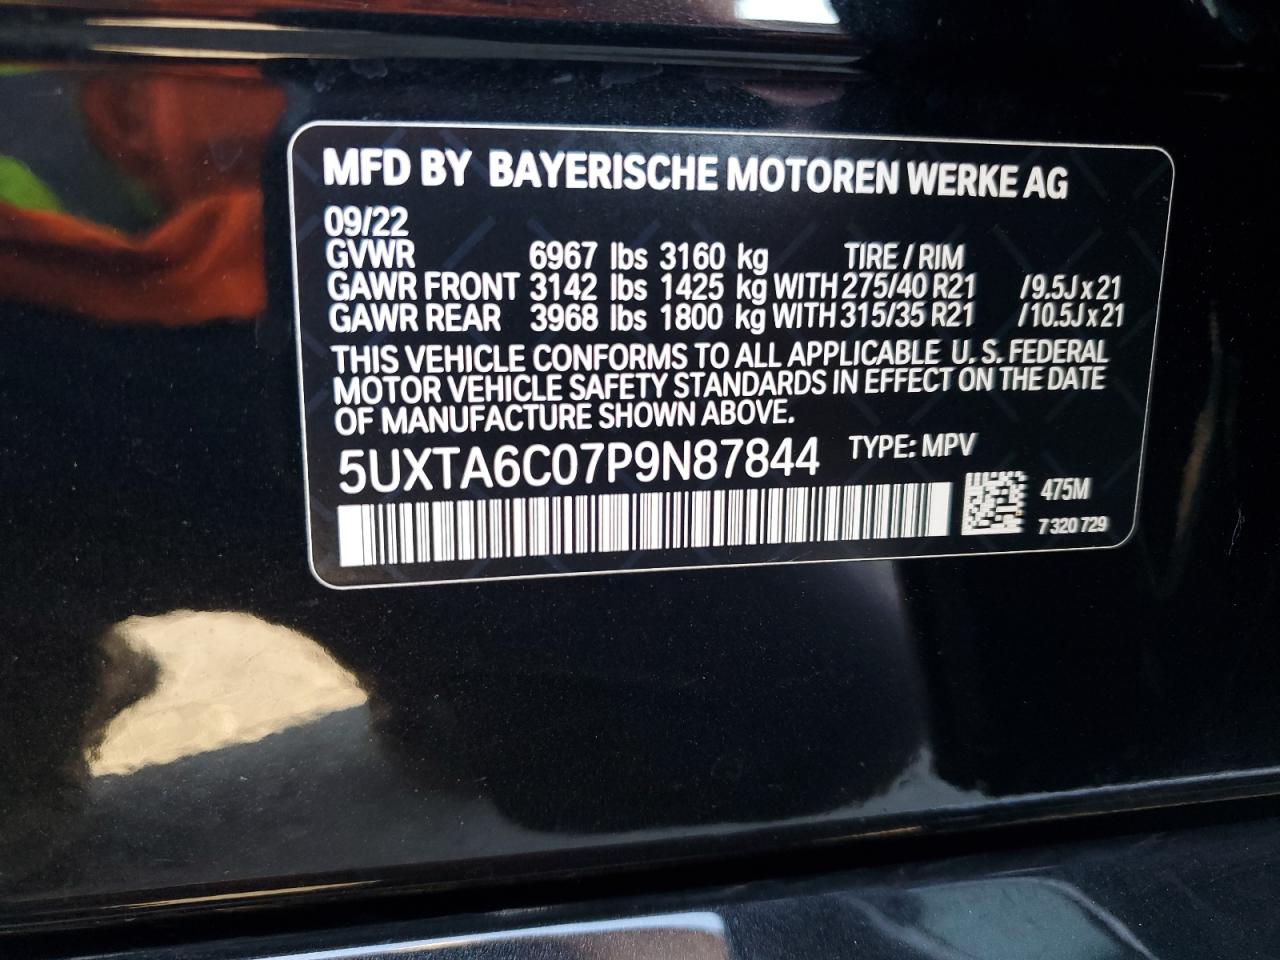 MFD BY BAYERISCHE MOTOREN WERKE AG
09/22
GVWR 6967 lbs 3160 kg TIRE / RIM
GAWR FRONT 3142 lbs 1425 kg WITH 275/40 R21 /9.5J x 21
GAWR REAR 3968 lbs 1800 kg WITH 315/35 R21 /10.5J x 21
THIS VEHICLE CONFORMS TO ALL APPLICABLE U. S. FEDERAL
MOTOR VEHICLE SAFETY STANDARDS IN EFFECT ON THE DATE
OF MANUFACTURE SHOWN ABOVE.
5UXTA6C07P9N87844 TYPE: MPV
475M
7 320 729